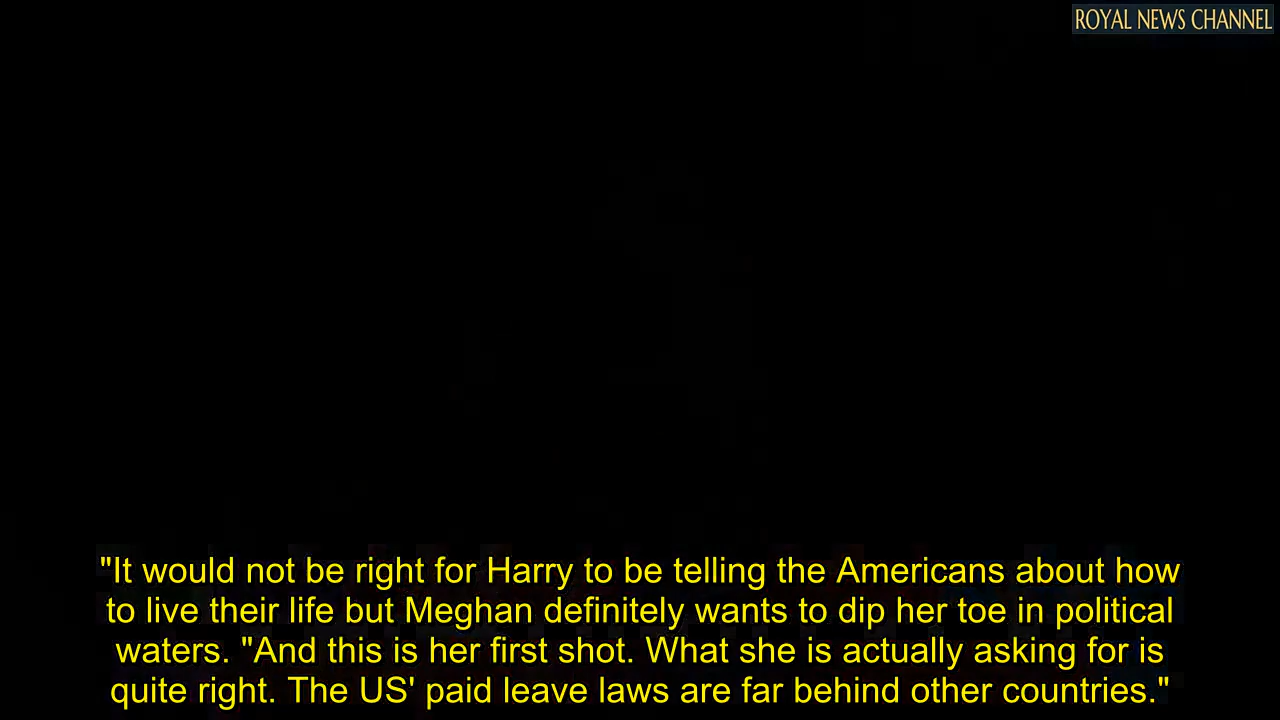 ROYAL NEWS CHANNEL
"It would not be right for Harry to be telling the Americans about how
to live their life but Meghan definitely wants to dip her toe in political
waters. "And this is her first shot. What she is actually asking for is
quite right. The US' paid leave laws are far behind other countries."